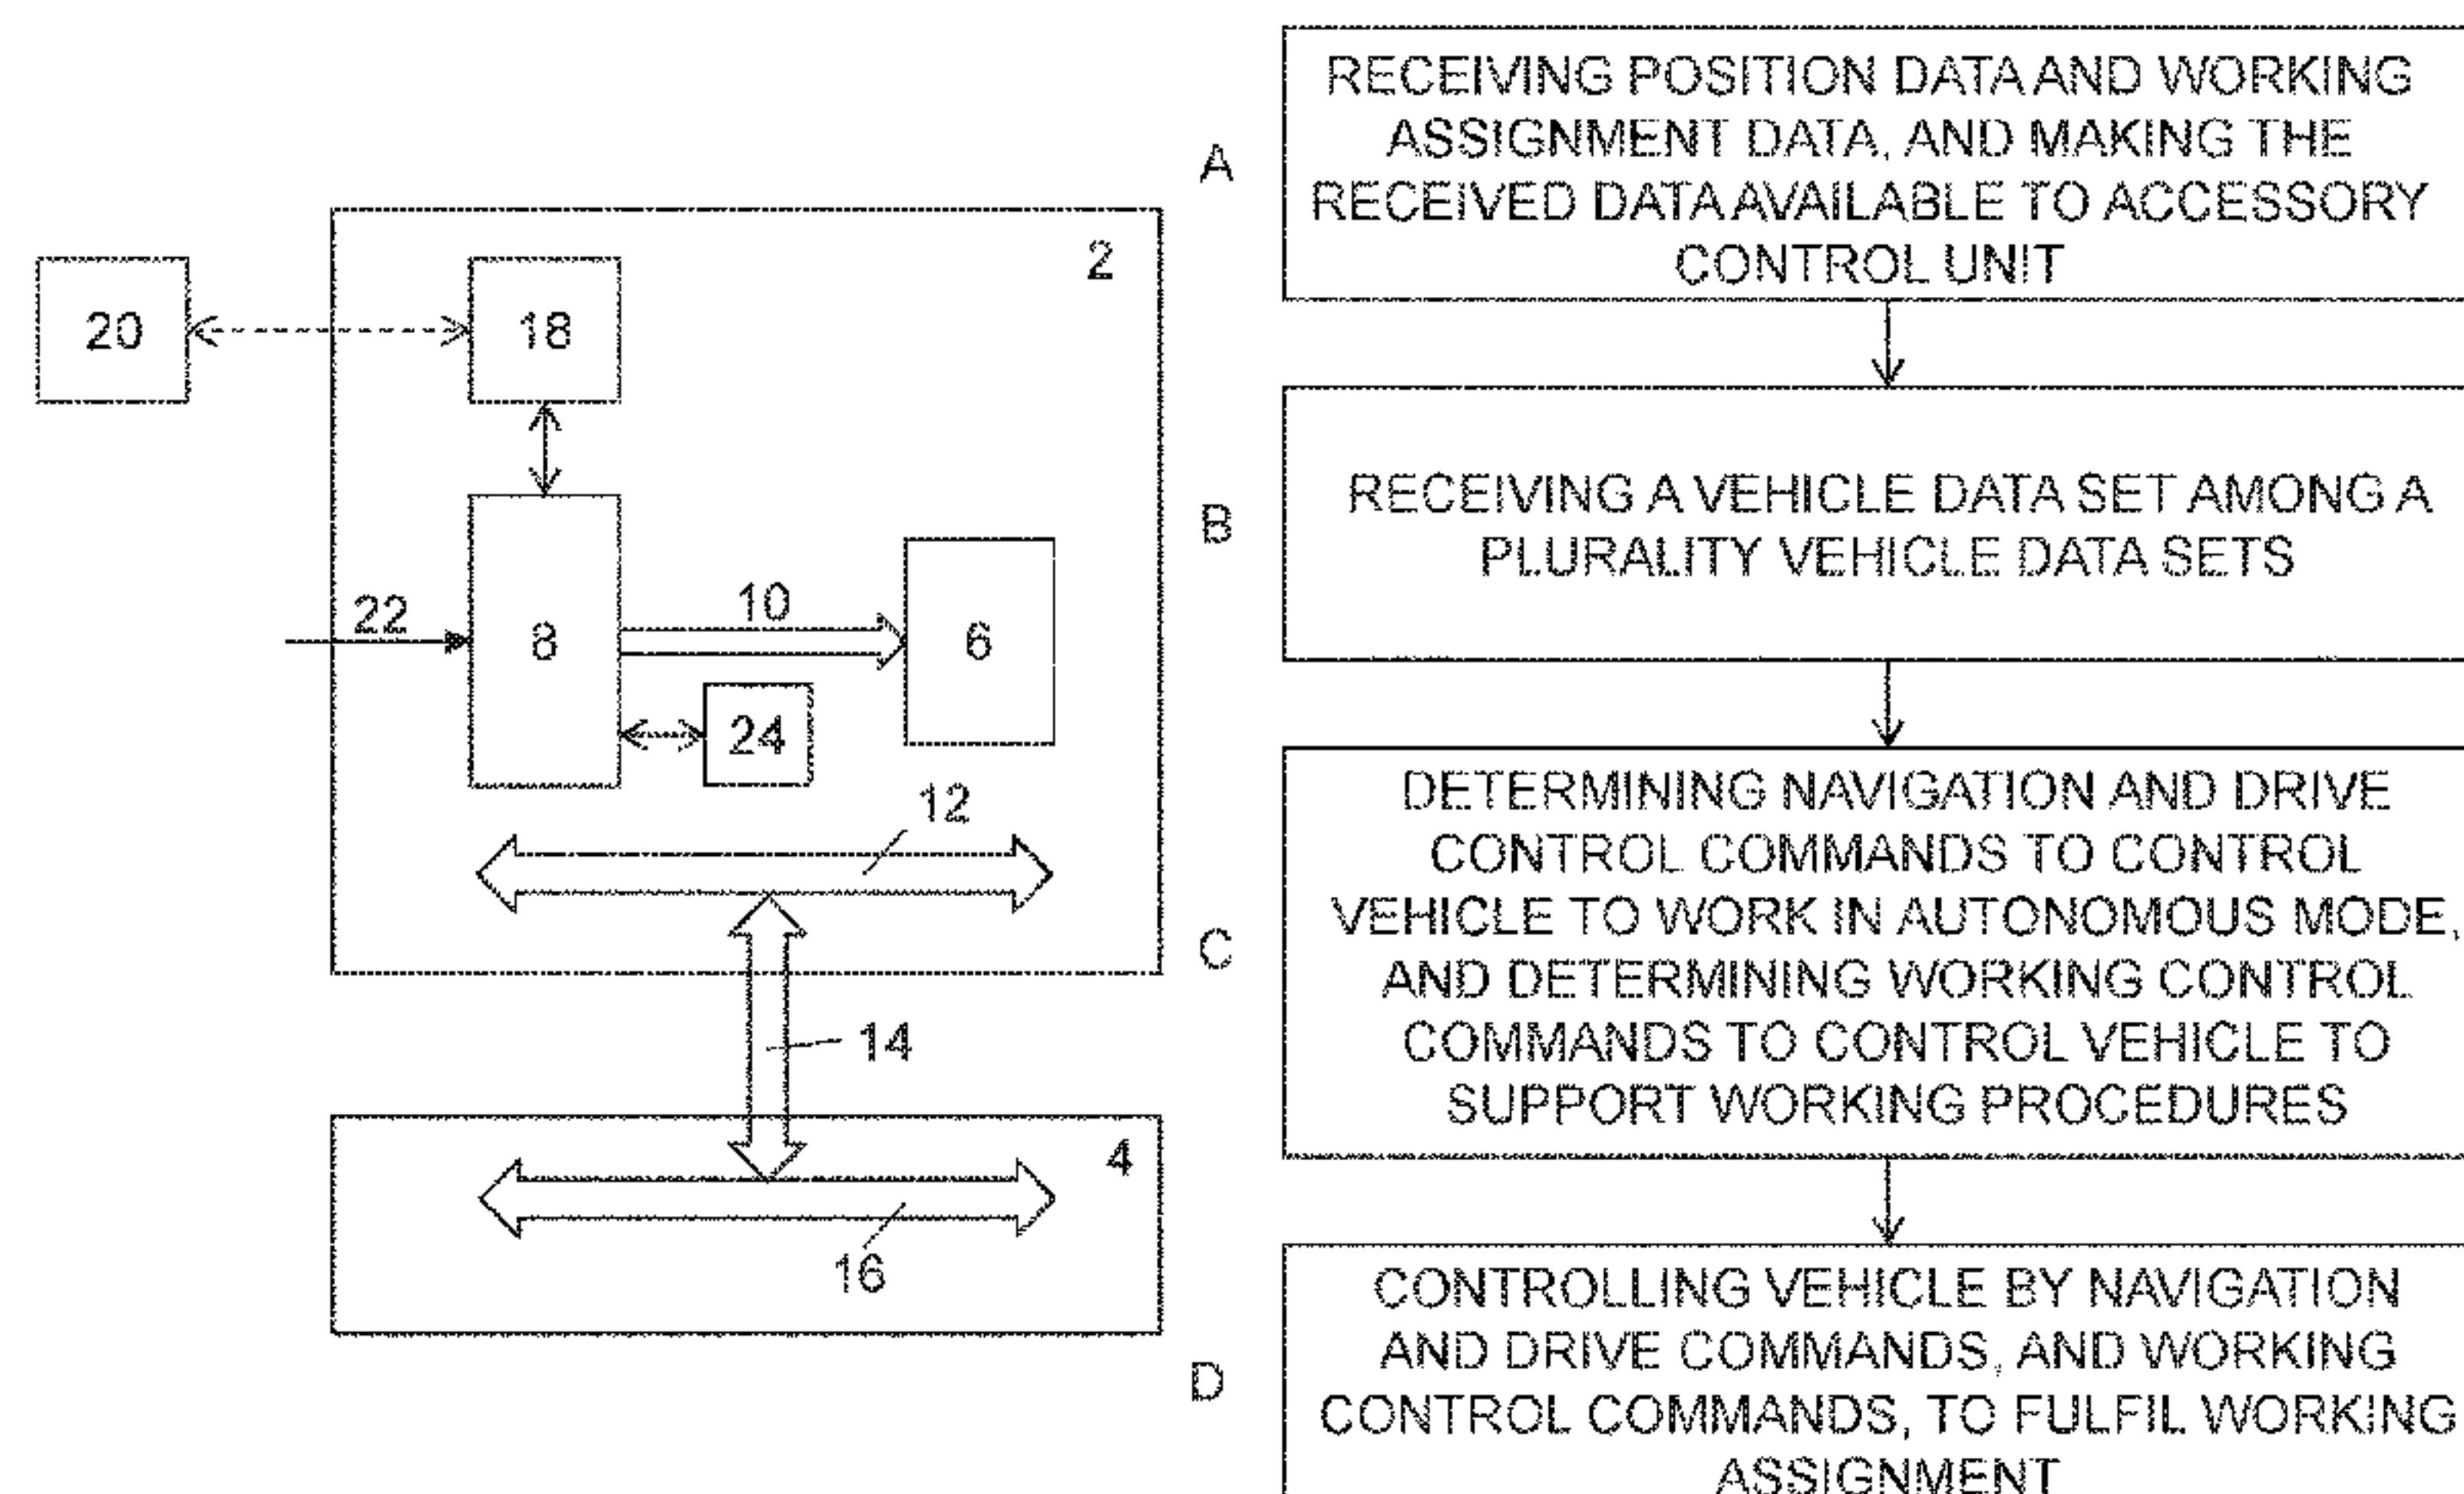 2
20
18
22
8
10
6
24
12
14
4
16
A
RECEIVING POSITION DATA AND WORKING
ASSIGNMENT DATA, AND MAKING THE
RECEIVED DATA AVAILABLE TO ACCESSORY
CONTROL UNIT
B
RECEIVING A VEHICLE DATA SET AMONG A
PLURALITY VEHICLE DATA SETS
C
DETERMINING NAVIGATION AND DRIVE
CONTROL COMMANDS TO CONTROL
VEHICLE TO WORK IN AUTONOMOUS MODE,
AND DETERMINING WORKING CONTROL
COMMANDS TO CONTROL VEHICLE TO
SUPPORT WORKING PROCEDURES
D
CONTROLLING VEHICLE BY NAVIGATION
AND DRIVE COMMANDS, AND WORKING
CONTROL COMMANDS, TO FULFIL WORKING
ASSIGNMENT